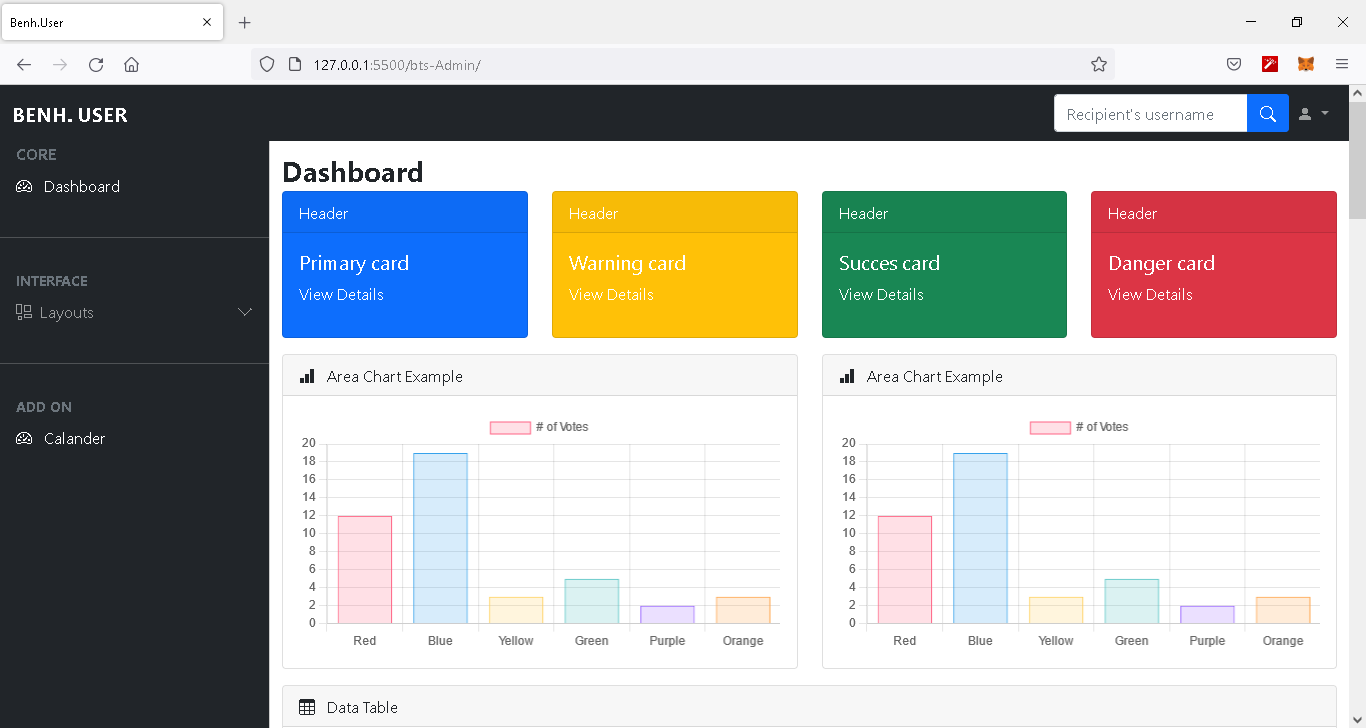 Benh.User
127.0.0.1:5500/bts-Admin/
BENH. USER
Recipient's username
CORE
Dashboard
INTERFACE
Layouts
ADD ON
Calander
Dashboard
Header
Primary card
View Details
Header
Warning card
View Details
Header
Succes card
View Details
Header
Danger card
View Details
Area Chart Example
# of Votes
20
18
16
14
12
10
8
6
4
2
0
Red Blue Yellow Green Purple Orange
Area Chart Example
# of Votes
20
18
16
14
12
10
8
6
4
2
0
Red Blue Yellow Green Purple Orange
Data Table